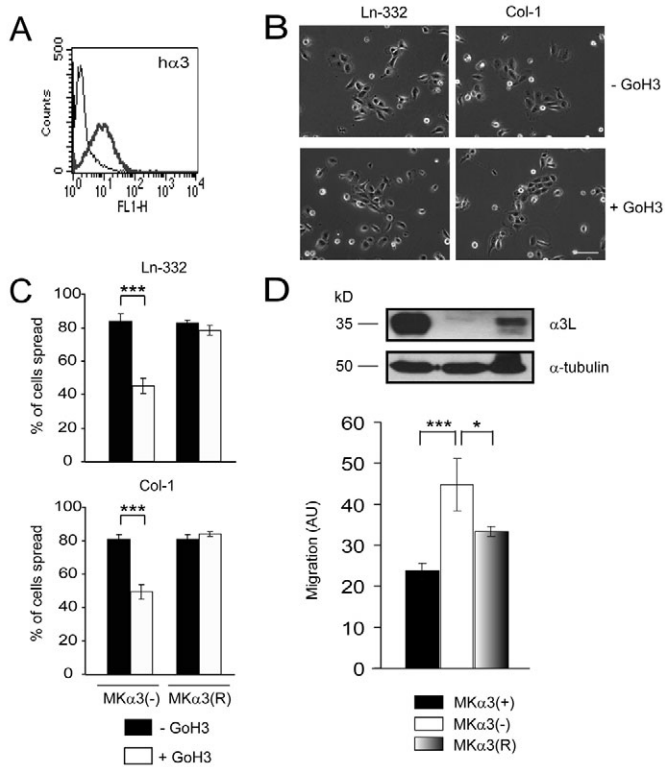 A
500
hα3
Counts
0
10⁰ 10¹ 10² 10³ 10⁴
FL1-H
B
Ln-332
Col-1
- GoH3
+ GoH3
C
Ln-332
***
% of cells spread
80
60
40
20
0
Col-1
***
% of cells spread
80
60
40
20
0
MKα3(-) MKα3(R)
- GoH3
+ GoH3
D
kD
35
α3L
50
α-tubulin
*** *
Migration (AU)
60
50
40
30
20
10
0
MKα3(+)
MKα3(-)
MKα3(R)